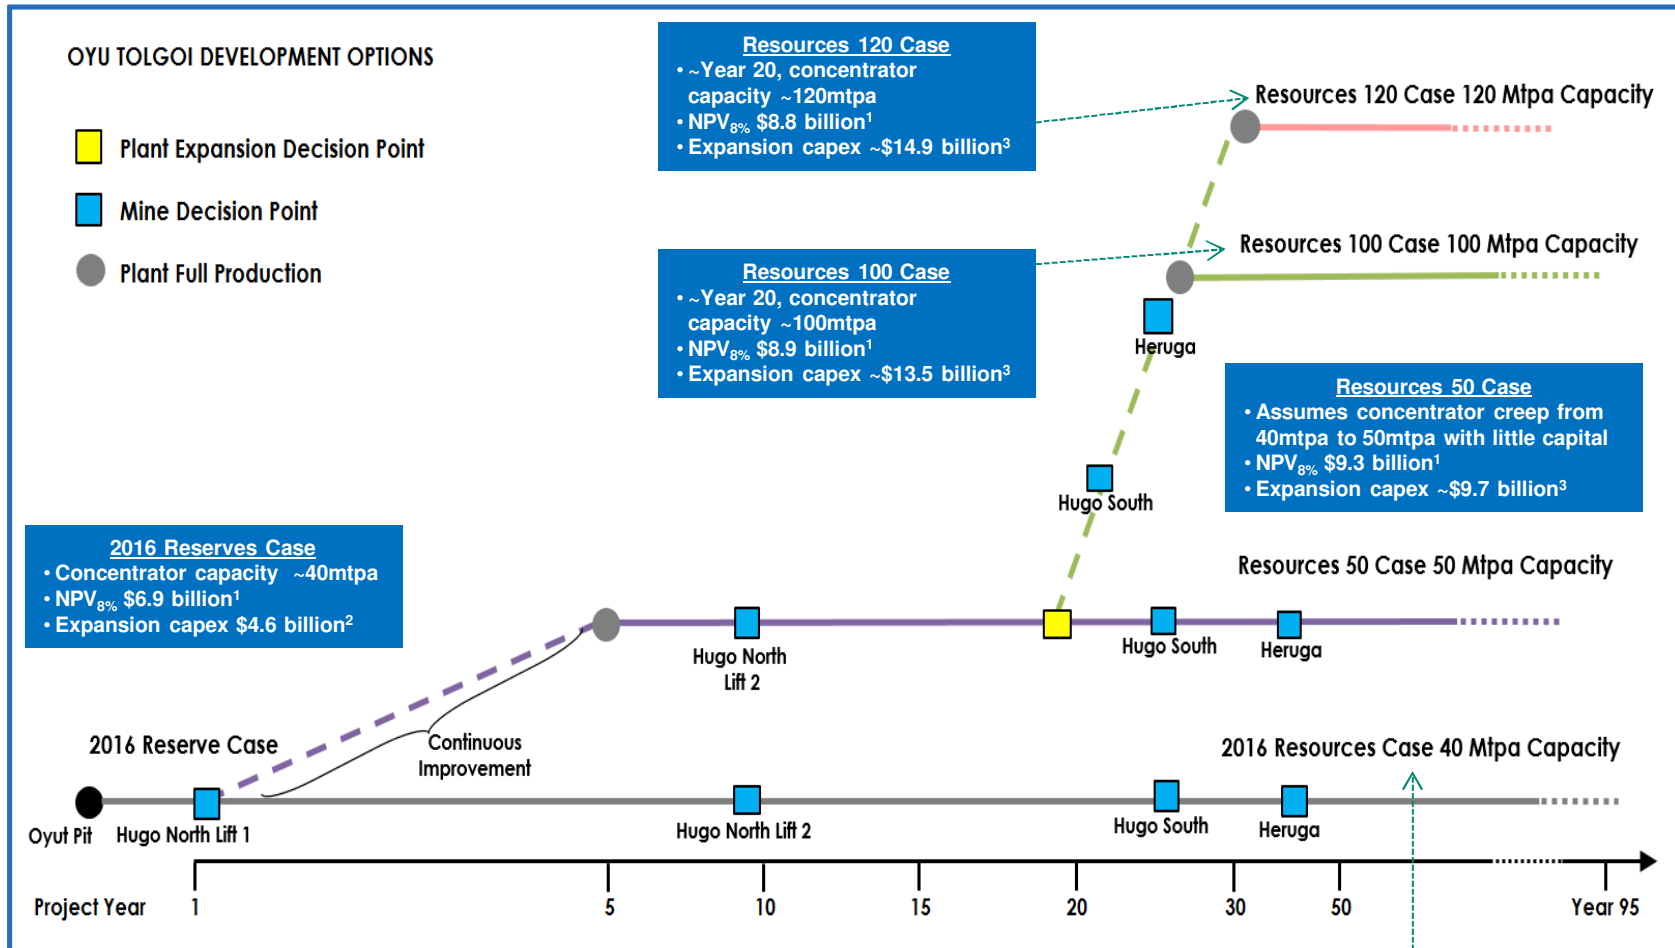 OYU TOLGOI DEVELOPMENT OPTIONS
Plant Expansion Decision Point
Mine Decision Point
Plant Full Production
Resources 120 Case
• ~Year 20, concentrator
capacity ~120mtpa
• NPV8% $8.8 billion1
• Expansion capex ~$14.9 billion3
Resources 120 Case 120 Mtpa Capacity
Resources 100 Case
• ~Year 20, concentrator
capacity ~100mtpa
• NPV8% $8.9 billion1
• Expansion capex ~$13.5 billion3
Resources 100 Case 100 Mtpa Capacity
Heruga
Resources 50 Case
• Assumes concentrator creep from
40mtpa to 50mtpa with little capital
• NPV8% $9.3 billion1
• Expansion capex ~$9.7 billion3
Hugo South
2016 Reserves Case
• Concentrator capacity ~40mtpa
• NPV8% $6.9 billion1
• Expansion capex $4.6 billion2
Resources 50 Case 50 Mtpa Capacity
Hugo North
Lift 2
Hugo South
Heruga
2016 Reserve Case
Continuous
Improvement
2016 Resources Case 40 Mtpa Capacity
Oyut Pit
Hugo North Lift 1
Hugo North Lift 2
Hugo South
Heruga
Project Year
1
5
10
15
20
30
50
Year 95